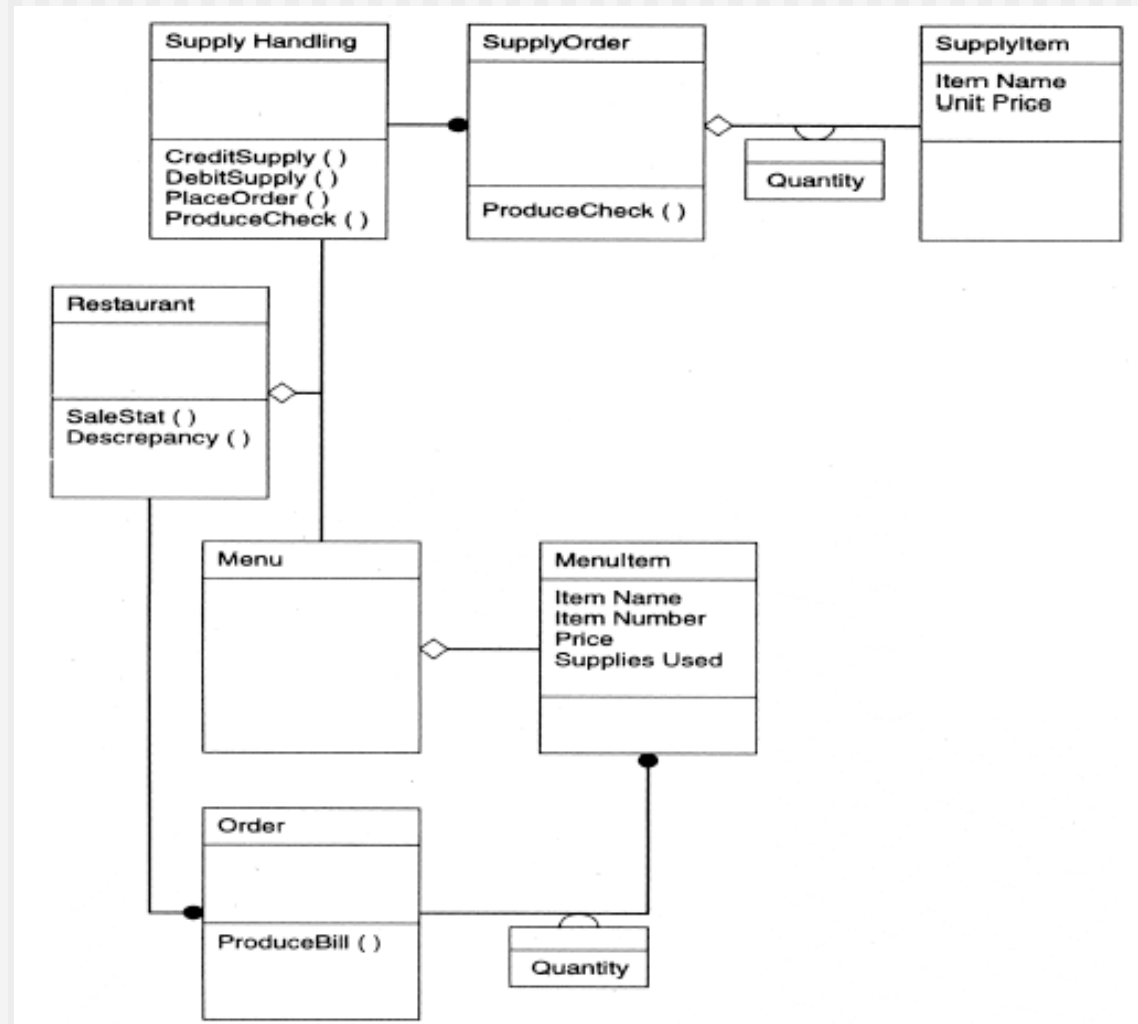 Supply Handling
CreditSupply ( )
DebitSupply ( )
PlaceOrder ( )
ProduceCheck ( )
SupplyOrder
ProduceCheck ( )
Quantity
SupplyItem
Item Name
Unit Price
Restaurant
SaleStat ( )
Descrepancy ( )
Menu
MenuItem
Item Name
Item Number
Price
Supplies Used
Order
ProduceBill ( )
Quantity